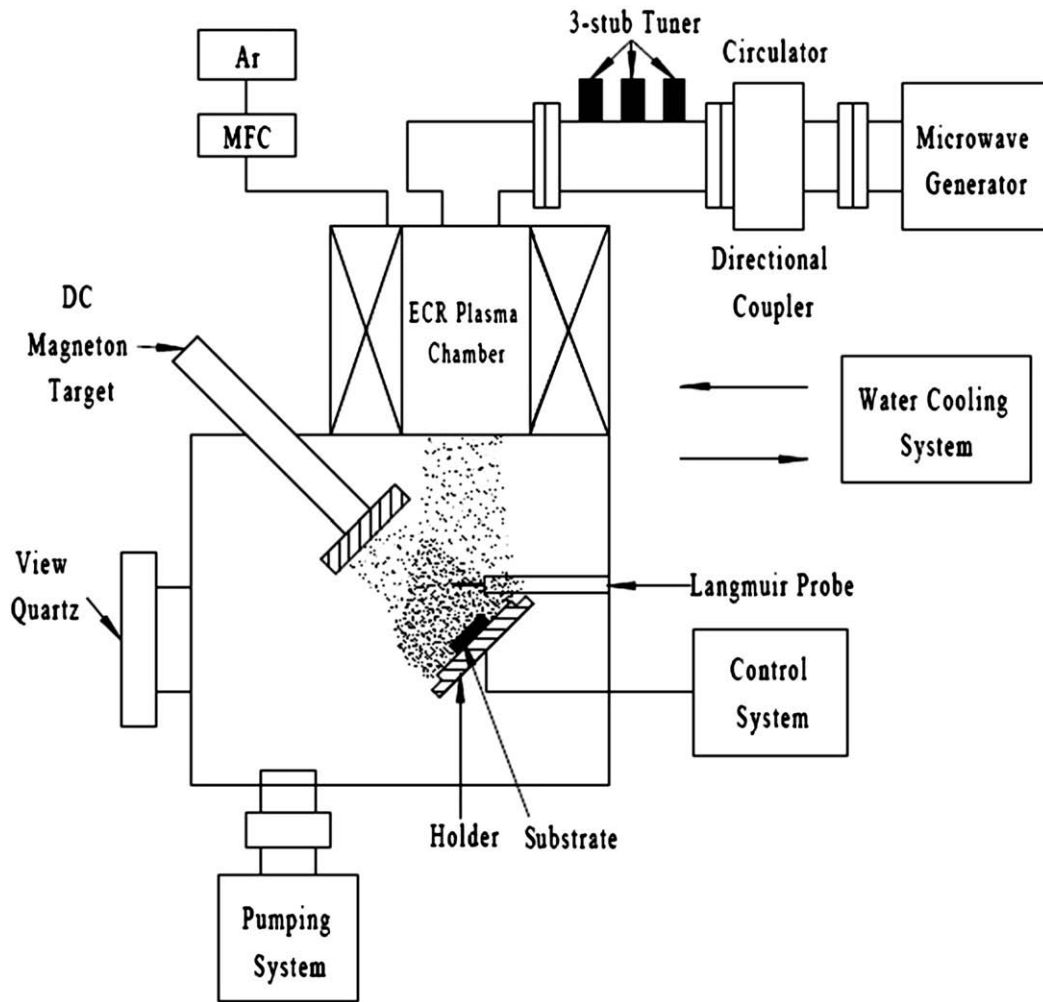 3-stub Tuner
Ar
Circulator
MFC
Microwave
Generator
Directional
Coupler
DC
Magneton
Target
ECR Plasma
Chamber
Water Cooling
System
View
Quartz
Langmuir Probe
Control
System
Holder
Substrate
Pumping
System